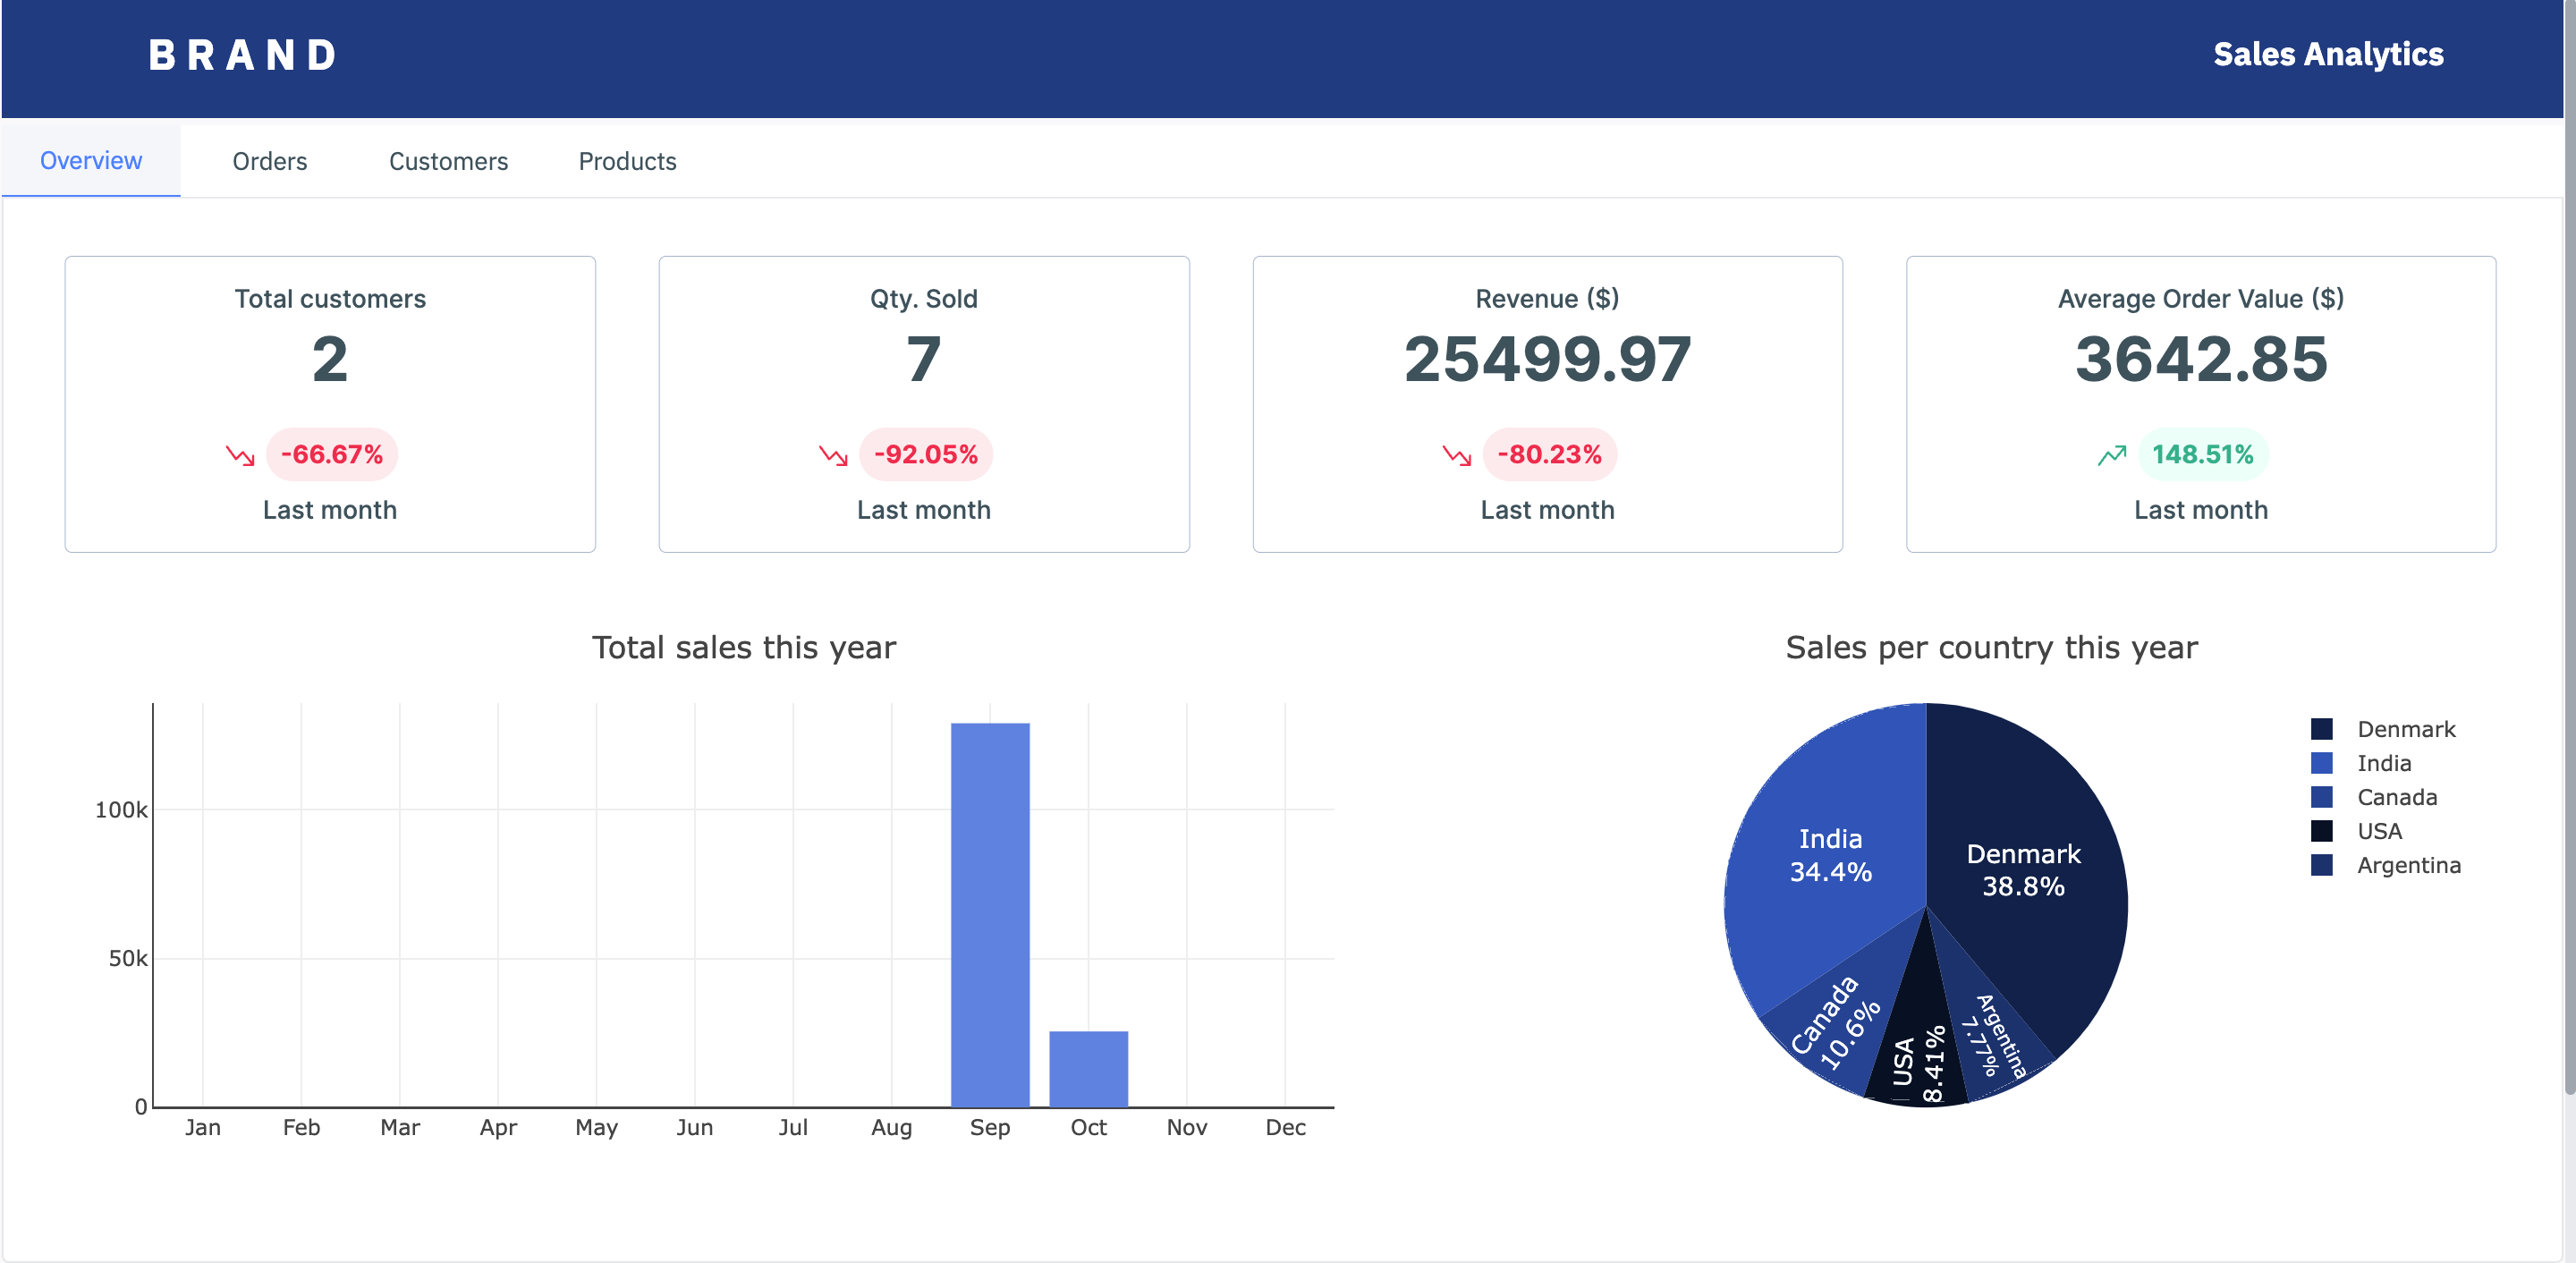 BRAND
Sales Analytics
Overview
Orders
Customers
Products
Total customers
2
-66.67%
Last month
Qty. Sold
7
-92.05%
Last month
Revenue ($)
25499.97
-80.23%
Last month
Average Order Value ($)
3642.85
148.51%
Last month
Total sales this year
100k
50k
0
Jan
Feb
Mar
Apr
May
Jun
Jul
Aug
Sep
Oct
Nov
Dec
Sales per country this year
India
34.4%
Denmark
38.8%
Canada
10.6%
USA
8.41%
Argentina
7.77%
Denmark
India
Canada
USA
Argentina